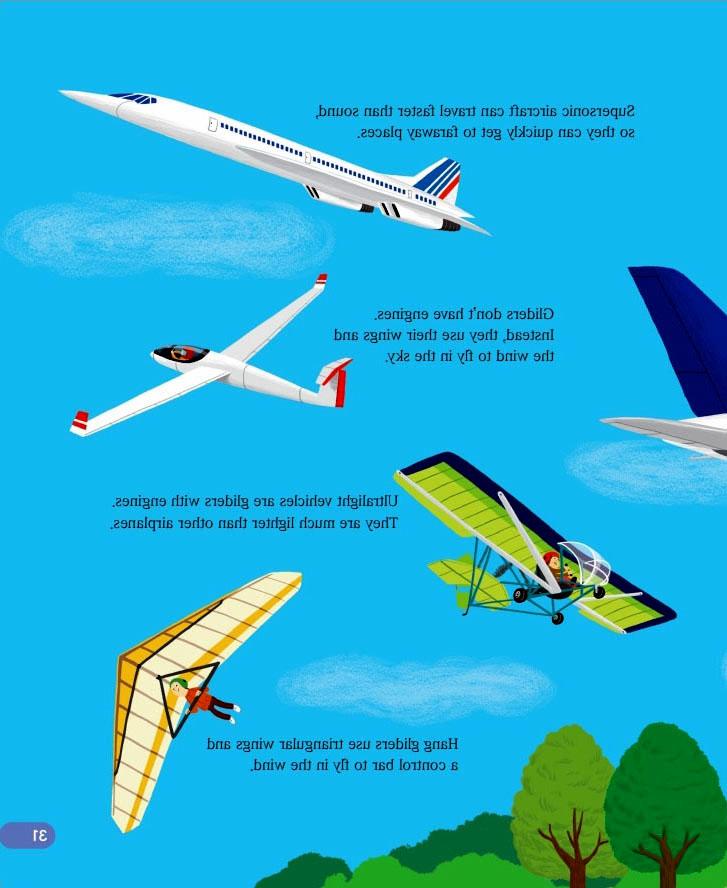 Supersonic aircraft can travel faster than sound,
so they can quickly get to faraway places.
Gliders don't have engines.
Instead, they use their wings and
the wind to fly in the sky.
Ultralight vehicles are gliders with engines.
They are much lighter than other airplanes.
Hang gliders use triangular wings and
a control bar to fly in the wind.
31